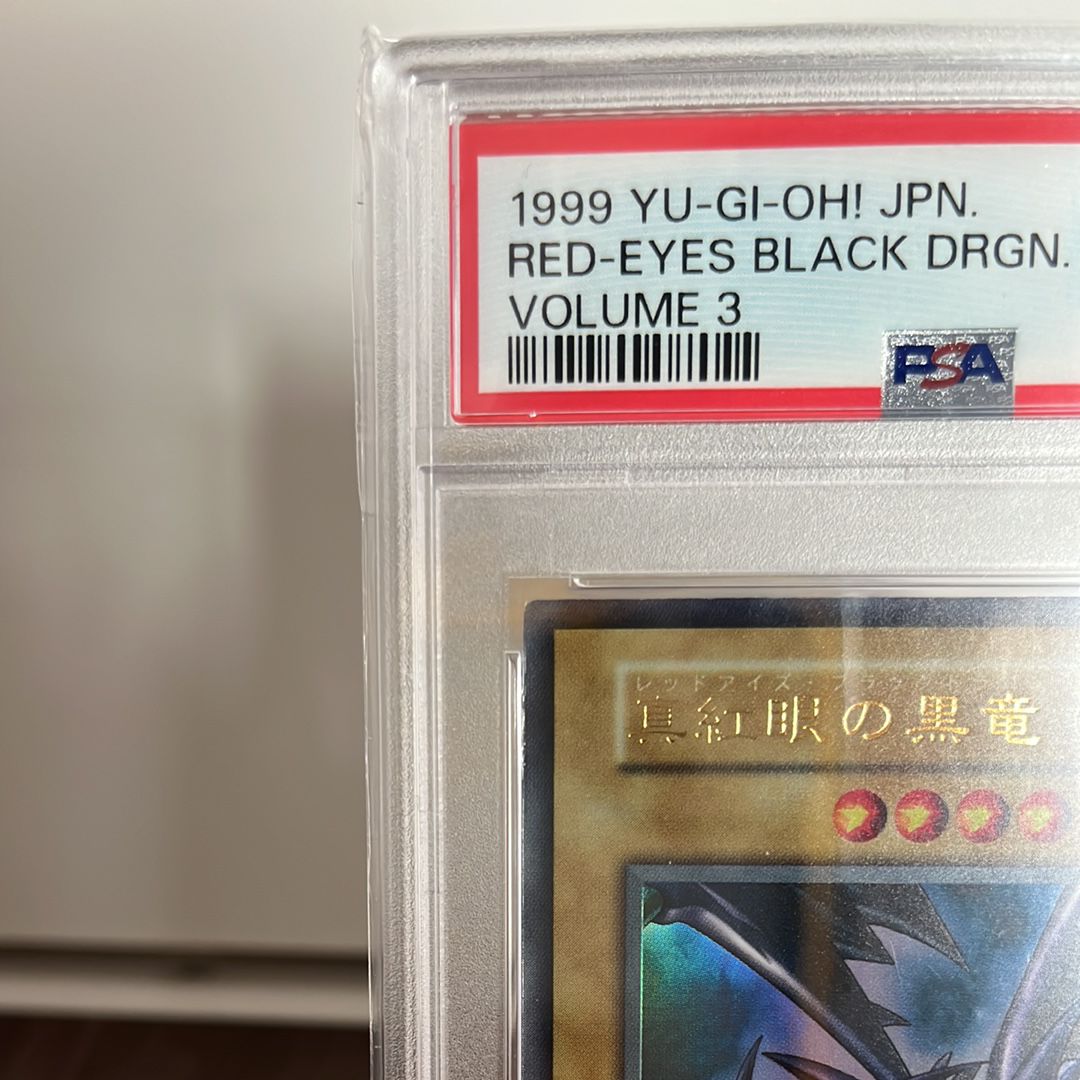 1999 YU-GI-OH! JPN.
RED-EYES BLACK DRGN.
VOLUME 3
PSA
真紅眼の黒竜